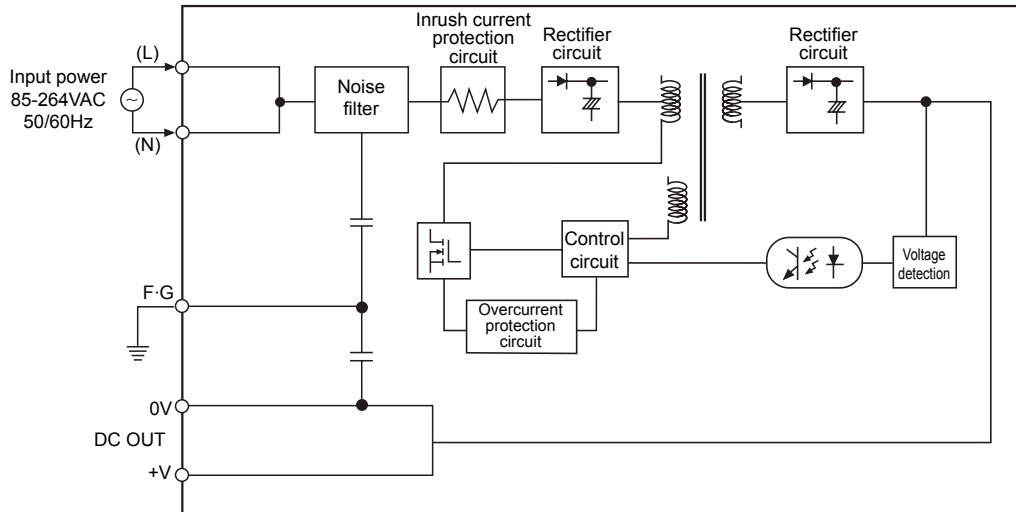 Input power
85-264VAC
50/60Hz
(L)
(N)
Noise
filter
Inrush current
protection
circuit
Rectifier
circuit
Rectifier
circuit
Control
circuit
Voltage
detection
Overcurrent
protection
circuit
F·G
0V
DC OUT
+V